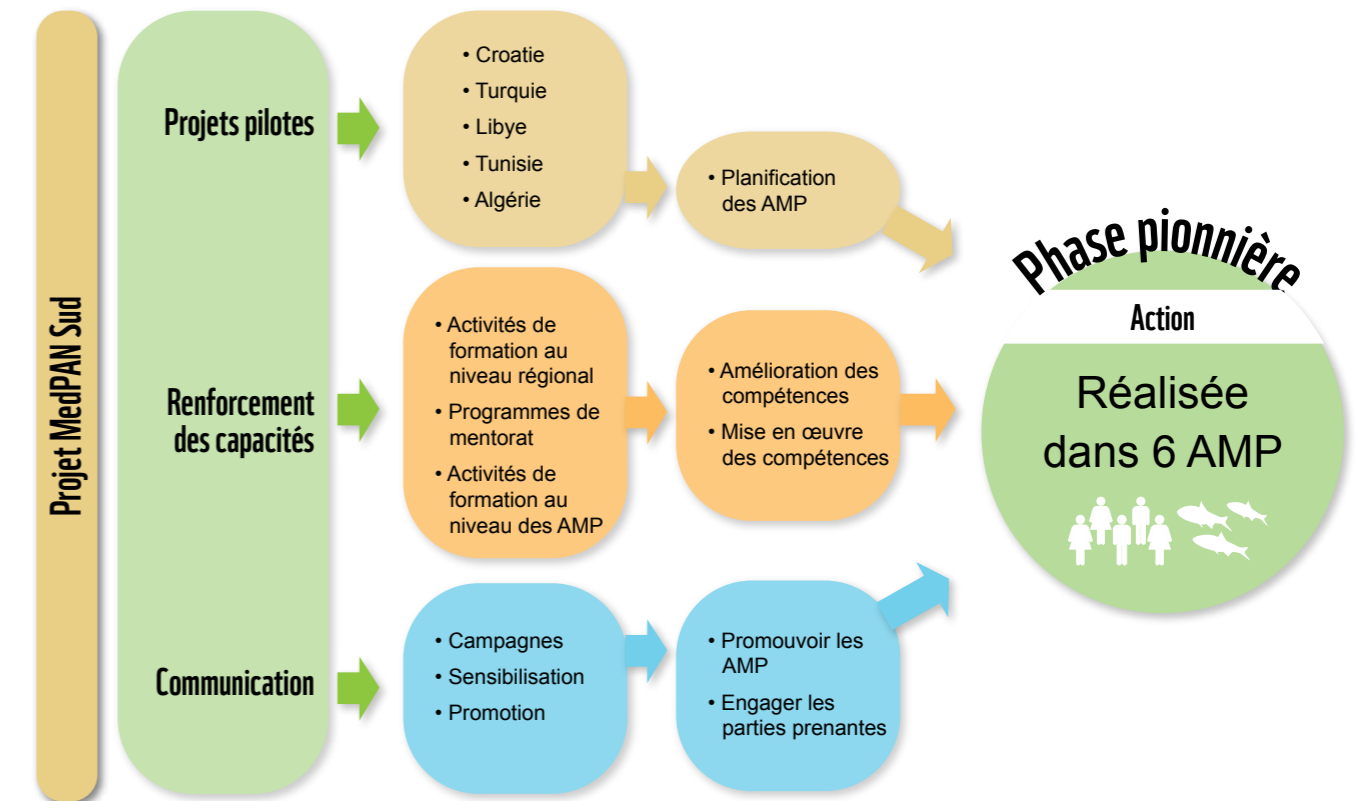 Projet MedPAN Sud
Projets pilotes
• Croatie
• Turquie
• Libye
• Tunisie
• Algérie
• Planification
des AMP
Renforcement
des capacités
• Activités de
formation au
niveau régional
• Programmes de
mentorat
• Activités de
formation au
niveau des AMP
• Amélioration des
compétences
• Mise en œuvre
des compétences
Communication
• Campagnes
• Sensibilisation
• Promotion
• Promouvoir les
AMP
• Engager les
parties prenantes
Phase pionnière
Action
Réalisée
dans 6 AMP